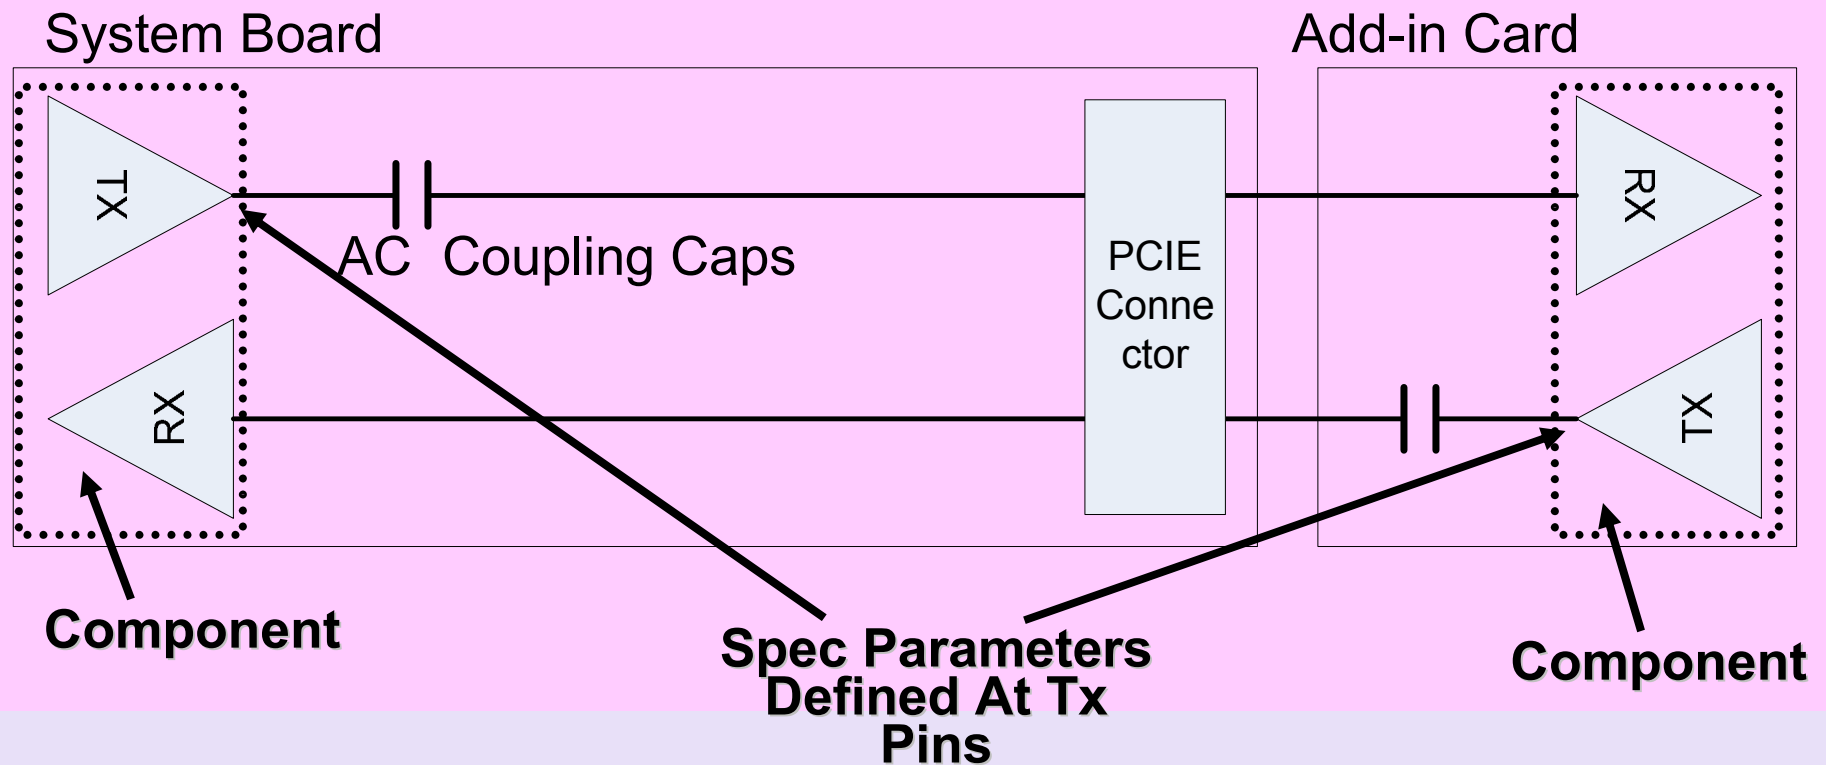 System Board
Add-in Card
TX
RX
AC  Coupling Caps
PCIE
Conne
ctor
RX
TX
Component
Spec Parameters
Defined At Tx
Pins
Component